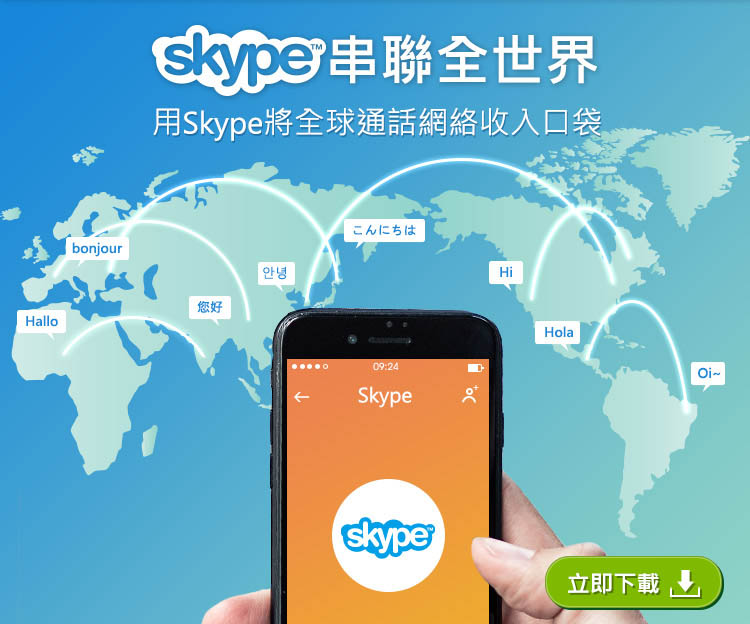 skype™串聯全世界
用Skype將全球通話網絡收入口袋
こんにちは
bonjour
안녕
Hi
您好
Hallo
Hola
Oi~
09:24
Skype
skype™
立即下載